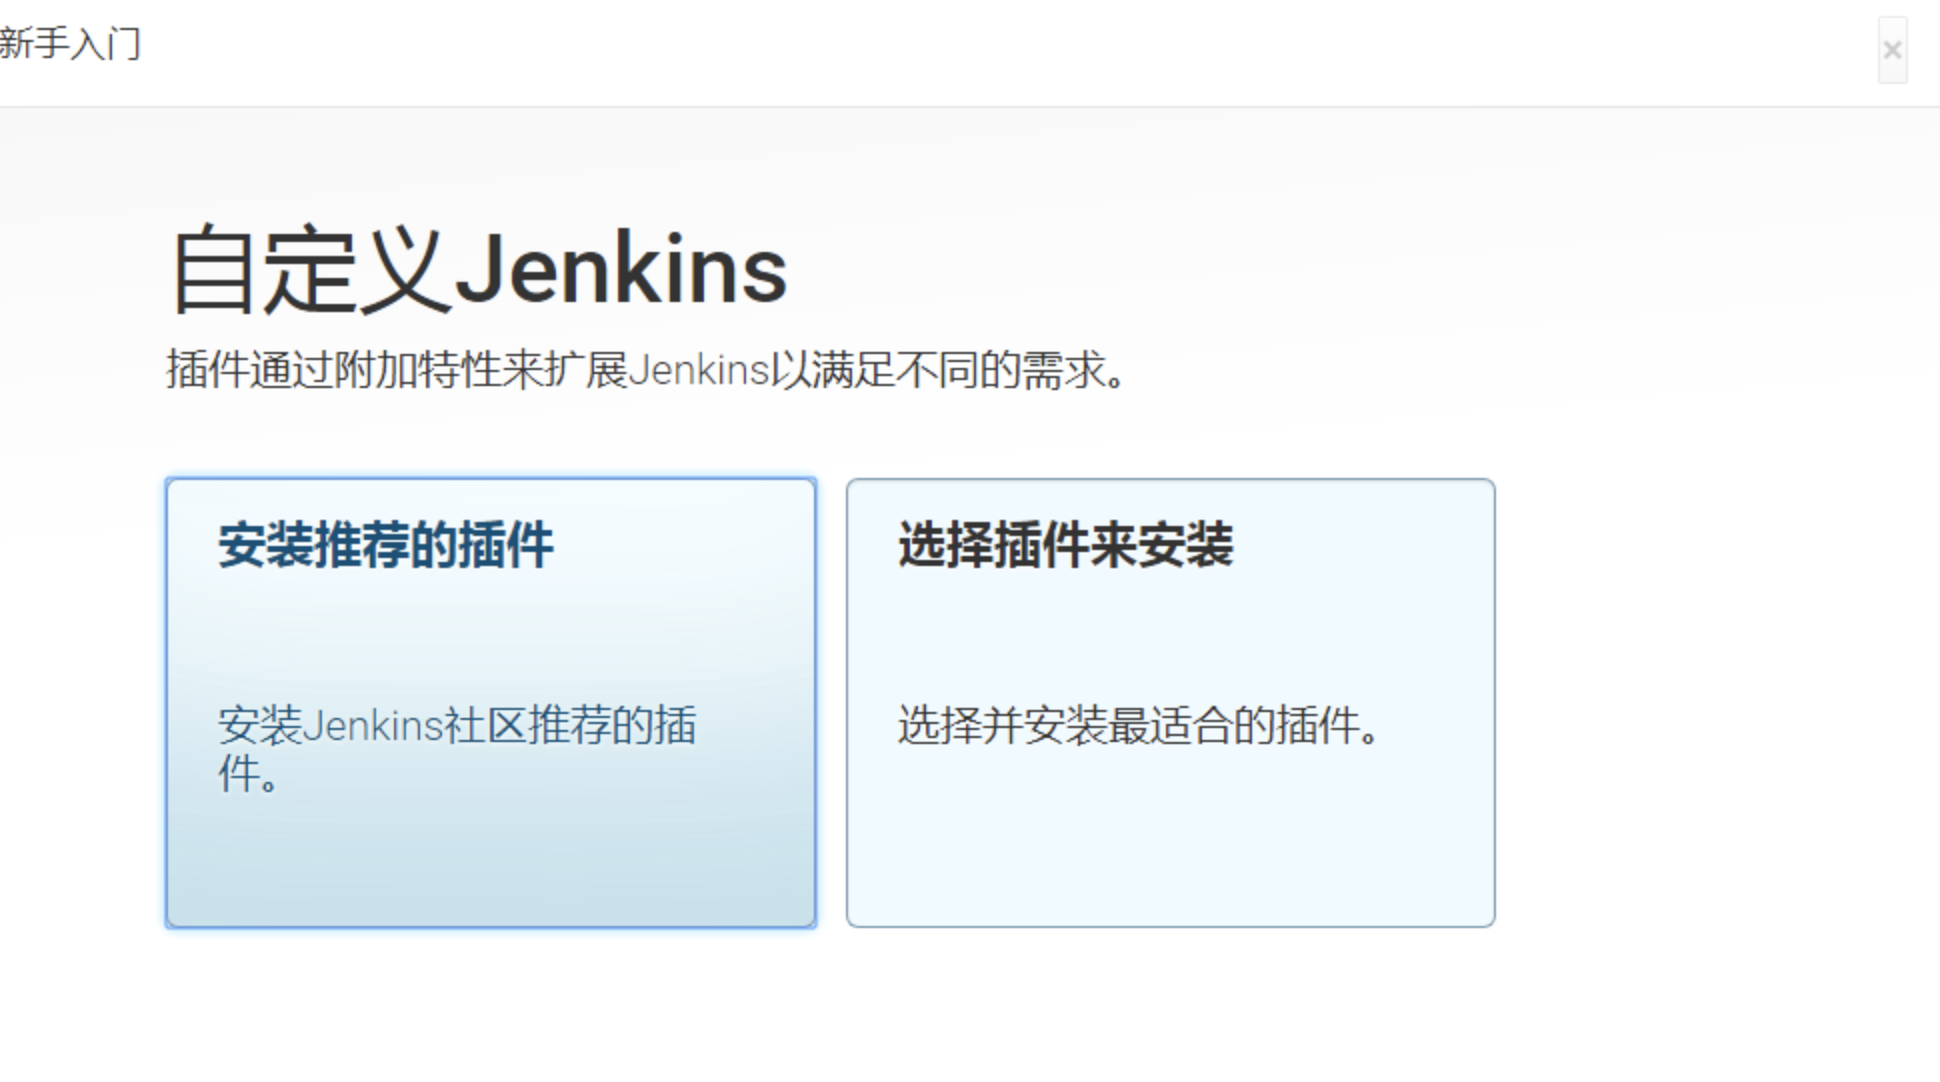 新手入门
×
自定义Jenkins
插件通过附加特性来扩展Jenkins以满足不同的需求。
安装推荐的插件
安装Jenkins社区推荐的插
件。
选择插件来安装
选择并安装最适合的插件。